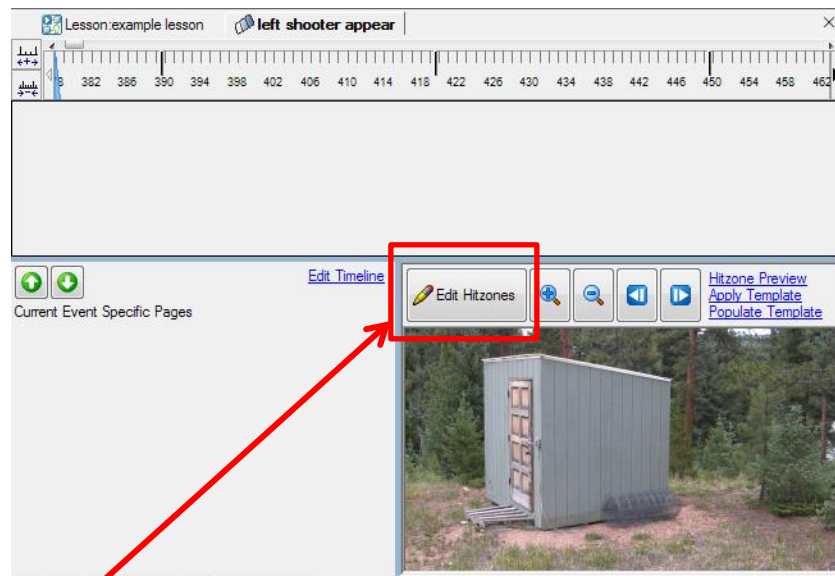 Lesson:example lesson left shooter appear
8 382 386 390 394 398 402 406 410 414 418 422 426 430 434 438 442 446 450 454 458 462
Edit Timeline
Current Event Specific Pages
Edit Hitzones
Hitzone Preview
Apply Template
Populate Template